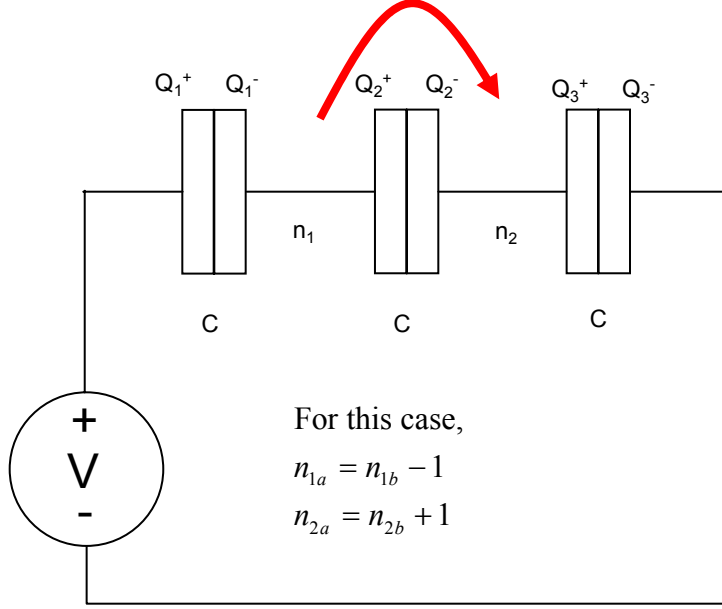 Q₁⁺ Q₁⁻ Q₂⁺ Q₂⁻ Q₃⁺ Q₃⁻
n₁ n₂
C C C
+
V
-
For this case,
n₁ₐ = n₁b − 1
n₂ₐ = n₂b + 1